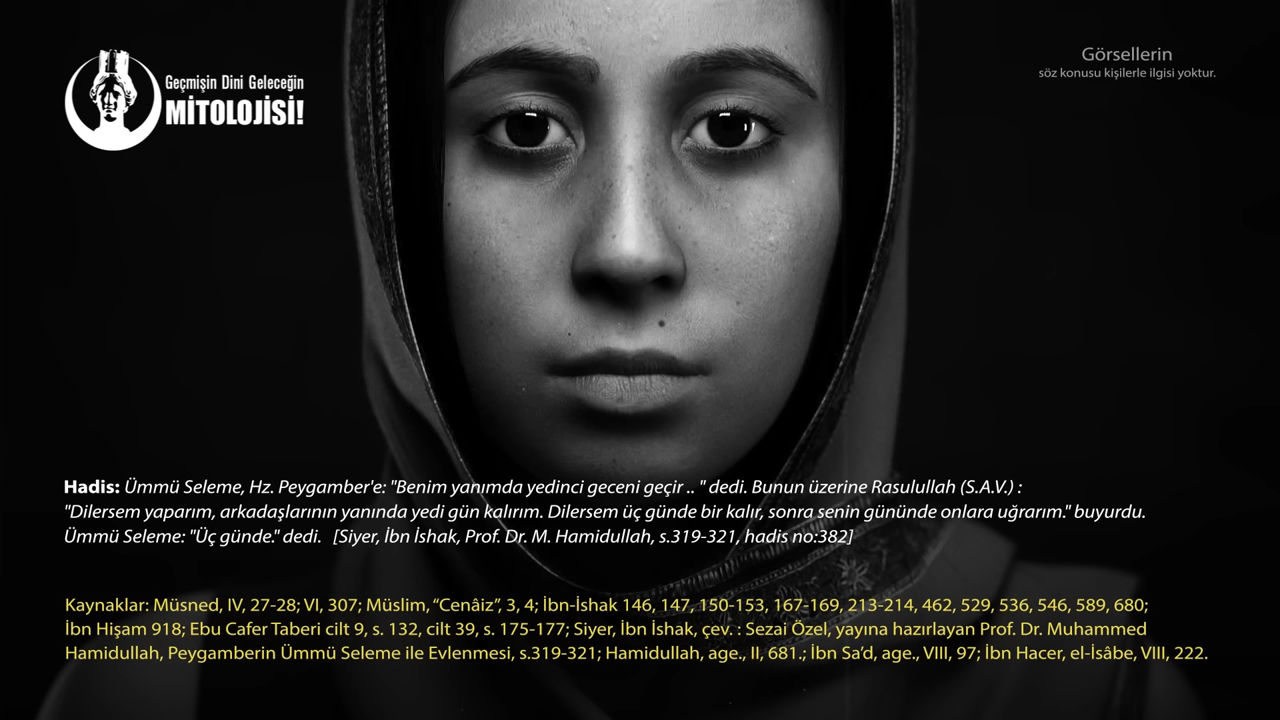 Geçmişin Dini Geleceğin
MİTOLOJİSİ!
Görsellerin
söz konusu kişilerle ilgisi yoktur.
Hadis: Ümmü Seleme, Hz. Peygamber'e: "Benim yanımda yedinci geceni geçir .. " dedi. Bunun üzerine Rasulullah (S.A.V.) :
"Dilersem yaparım, arkadaşlarının yanında yedi gün kalırım. Dilersem üç günde bir kalır, sonra senin gününde onlara uğrarım." buyurdu.
Ümmü Seleme: "Üç günde." dedi. [Siyer, İbn İshak, Prof. Dr. M. Hamidullah, s.319-321, hadis no:382]
Kaynaklar: Müsned, IV, 27-28; VI, 307; Müslim, “Cenâiz”, 3, 4; İbn-İshak 146, 147, 150-153, 167-169, 213-214, 462, 529, 536, 546, 589, 680;
İbn Hişam 918; Ebu Cafer Taberi cilt 9, s. 132, cilt 39, s. 175-177; Siyer, İbn İshak, çev. : Sezai Özel, yayına hazırlayan Prof. Dr. Muhammed
Hamidullah, Peygamberin Ümmü Seleme ile Evlenmesi, s.319-321; Hamidullah, age., II, 681.; İbn Sa’d, age., VIII, 97; İbn Hacer, el-İsâbe, VIII, 222.